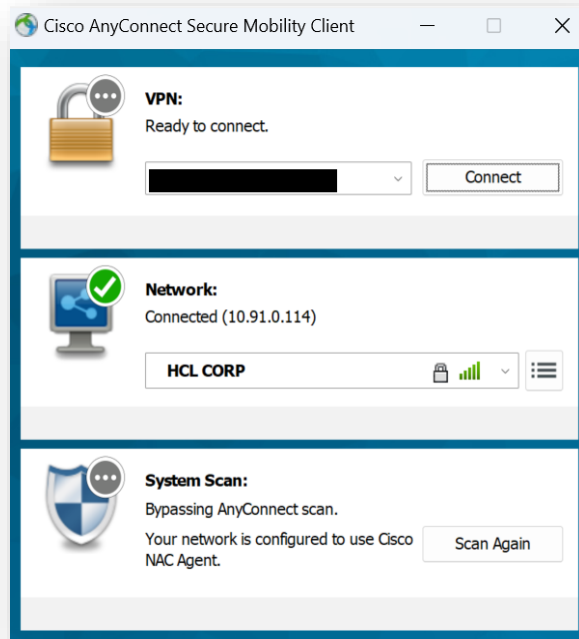 Cisco AnyConnect Secure Mobility Client
VPN:
Ready to connect.
Connect
Network:
Connected (10.91.0.114)
HCL CORP
System Scan:
Bypassing AnyConnect scan.
Your network is configured to use Cisco
NAC Agent.
Scan Again